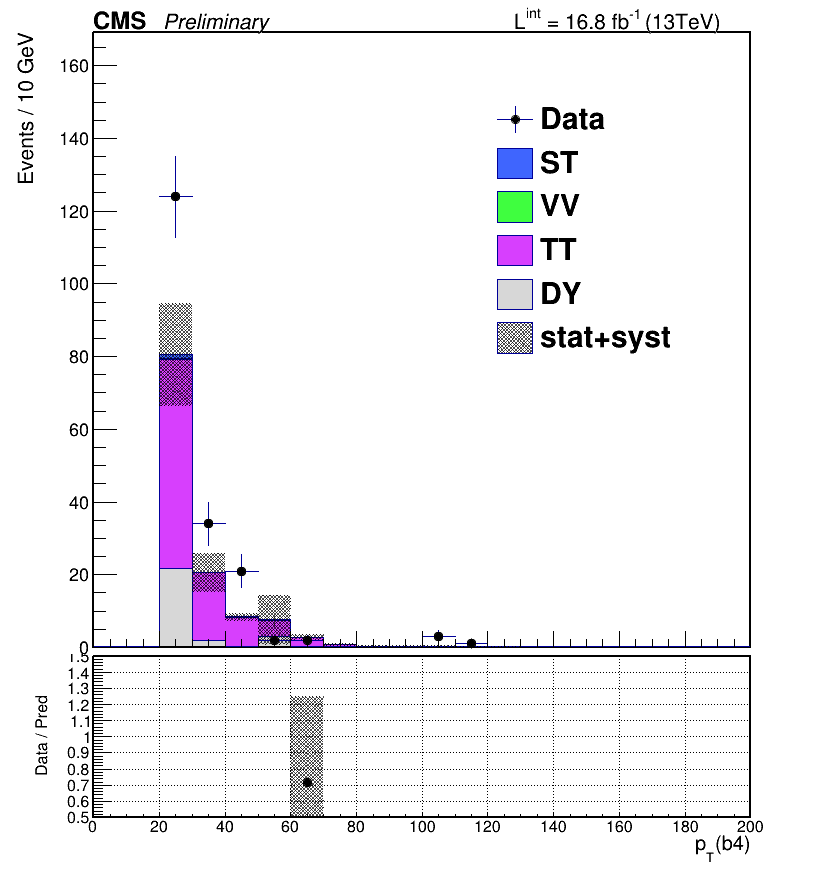 CMS Preliminary L^int = 16.8 fb^-1 (13TeV)
Events / 10 GeV
160
140
120
100
80
60
40
20
0
Data
ST
VV
TT
DY
stat+syst
Data / Pred
1.5
1.4
1.3
1.2
1.1
1
0.9
0.8
0.7
0.6
0.5
0 20 40 60 80 100 120 140 160 180 200
p_T(b4)